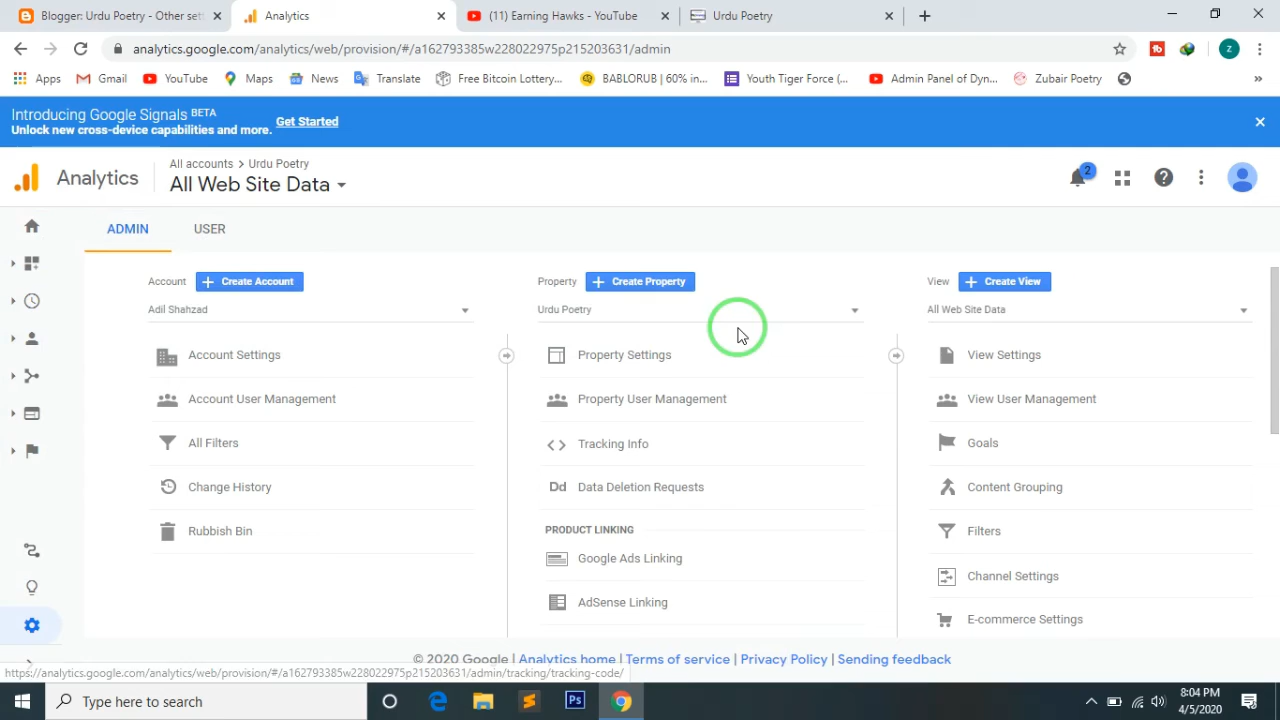 Blogger: Urdu Poetry - Other set
Analytics
(11) Earning Hawks - YouTube
Urdu Poetry
analytics.google.com/analytics/web/provision/#/a162793385w228022975p215203631/admin
Apps
Gmail
YouTube
Maps
News
Translate
Free Bitcoin Lottery...
BABLORUB | 60% in...
Youth Tiger Force (...
Admin Panel of Dyn...
Zubair Poetry
»
Introducing Google Signals BETA
Unlock new cross-device capabilities and more. Get Started
Analytics
All accounts > Urdu Poetry
All Web Site Data
2
ADMIN
USER
Account
Create Account
Property
Create Property
View
Create View
Adil Shahzad
Urdu Poetry
All Web Site Data
Account Settings
Property Settings
View Settings
Account User Management
Property User Management
View User Management
All Filters
Tracking Info
Goals
Change History
Dd Data Deletion Requests
Content Grouping
Rubbish Bin
PRODUCT LINKING
Filters
Google Ads Linking
Channel Settings
AdSense Linking
E-commerce Settings
© 2020 Google | Analytics home | Terms of service | Privacy Policy | Sending feedback
https://analytics.google.com/analytics/web/provision/#/a162793385w228022975p215203631/admin/tracking/tracking-code/
Type here to search
Ps
8:04 PM
4/5/2020